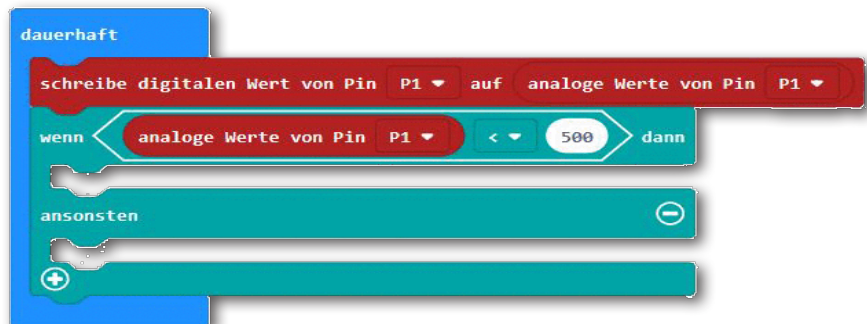 dauerhaft
schreibe digitalen Wert von Pin P1 auf analoge Werte von Pin P1
wenn analoge Werte von Pin P1 < 500 dann
ansonsten